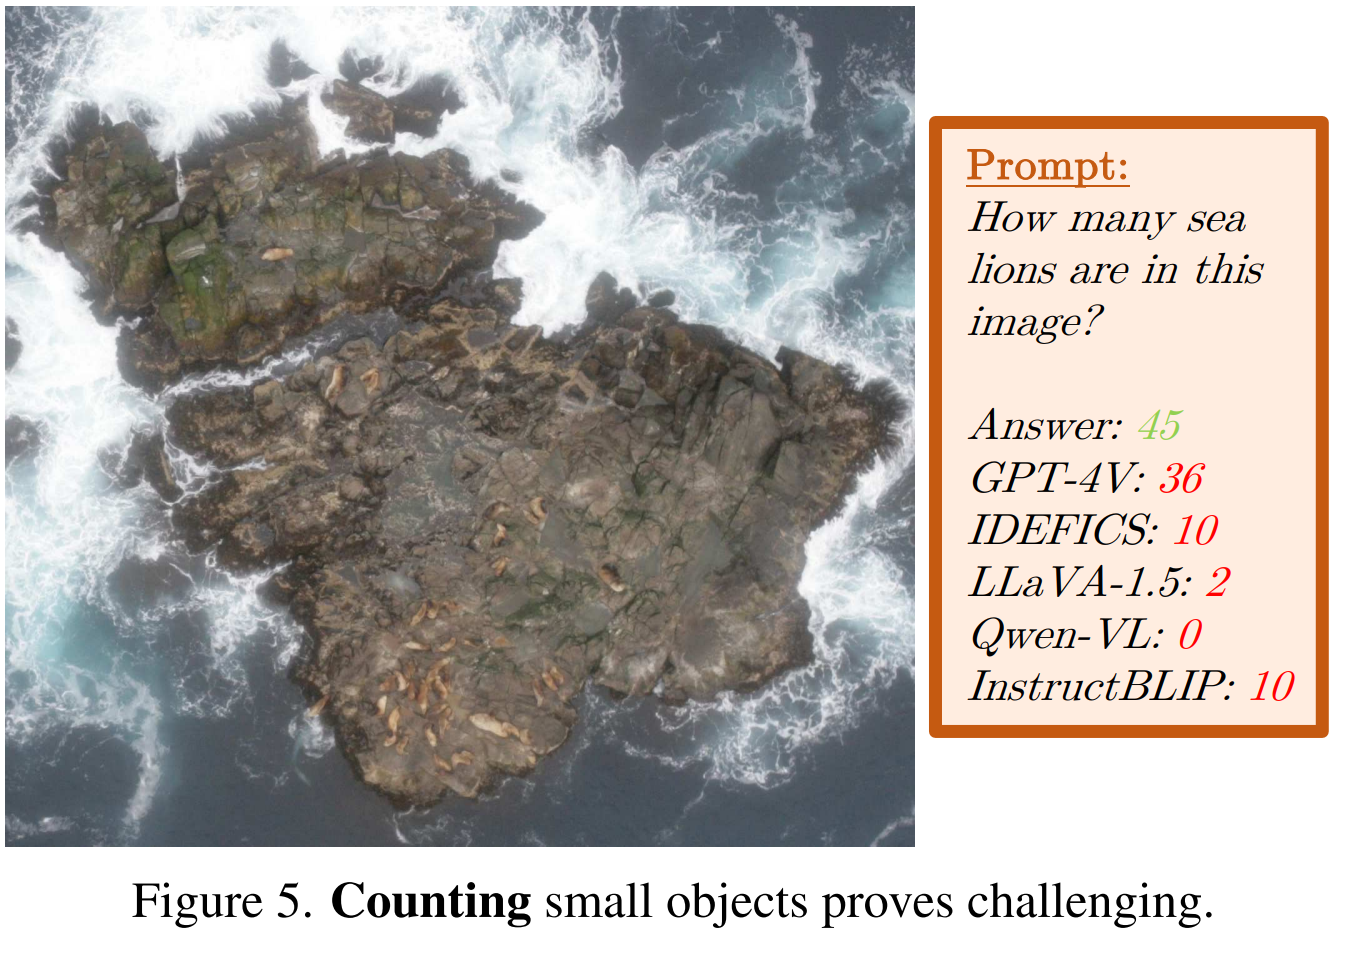 Prompt:
How many sea
lions are in this
image?
Answer: 45
GPT-4V: 36
IDEFICS: 10
LLaVA-1.5: 2
Qwen-VL: 0
InstructBLIP: 10
Figure 5. Counting small objects proves challenging.